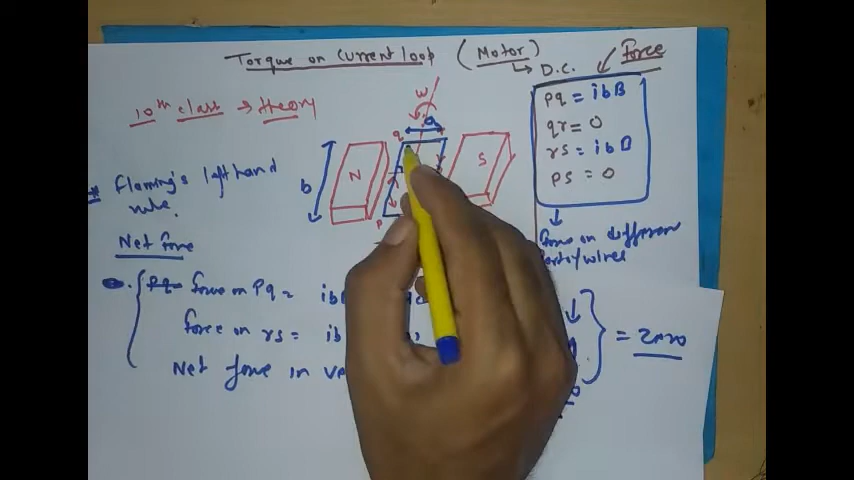 Torque on current loop ( Motor )
→ D.C.
Force
10th class → theory
pq = ibB
qr = 0
rs = ibB
ps = 0
ω
a
q
N
S
b
p
Fleming's left hand
rule.
Net force
force on different
force on pq = ib
force on rs = ib
Net force in ve
= zero